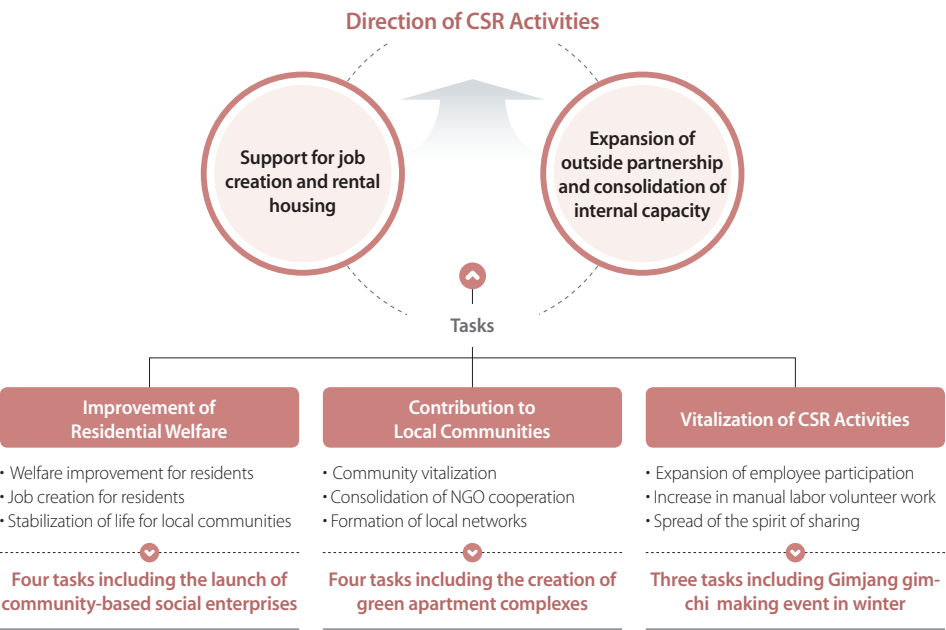 Direction of CSR Activities
Support for job
creation and rental
housing
Expansion of
outside partnership
and consolidation of
internal capacity
Tasks
Improvement of
Residential Welfare
• Welfare improvement for residents
• Job creation for residents
• Stabilization of life for local communities
Four tasks including the launch of
community-based social enterprises
Contribution to
Local Communities
• Community vitalization
• Consolidation of NGO cooperation
• Formation of local networks
Four tasks including the creation of
green apartment complexes
Vitalization of CSR Activities
• Expansion of employee participation
• Increase in manual labor volunteer work
• Spread of the spirit of sharing
Three tasks including Gimjang gim-
chi making event in winter